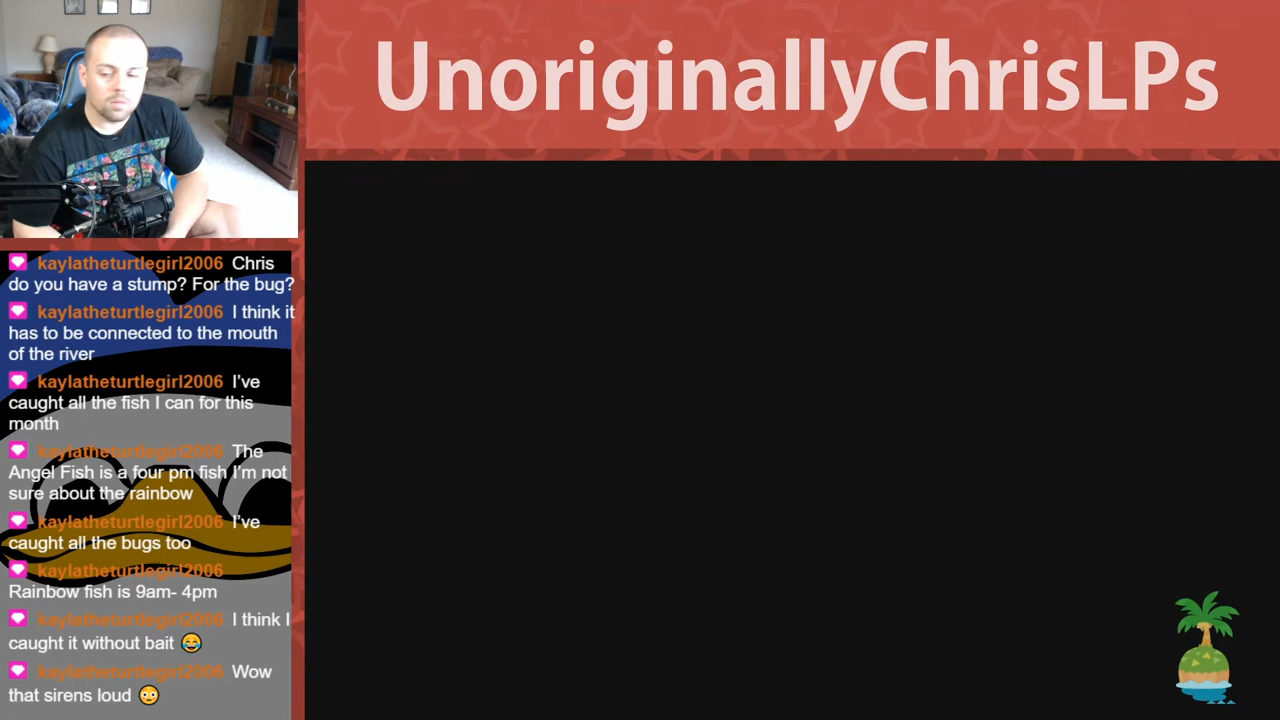 UnoriginallyChrisLPs
kaylatheturtlegirl2006 Chris
do you have a stump? For the bug?
kaylatheturtlegirl2006 I think it
has to be connected to the mouth
of the river
kaylatheturtlegirl2006 I've
caught all the fish I can for this
month
kaylatheturtlegirl2006 The
Angel Fish is a four pm fish I'm not
sure about the rainbow
kaylatheturtlegirl2006 I've
caught all the bugs too
kaylatheturtlegirl2006
Rainbow fish is 9am- 4pm
kaylatheturtlegirl2006 I think I
caught it without bait 😂
kaylatheturtlegirl2006 Wow
that sirens loud 😳